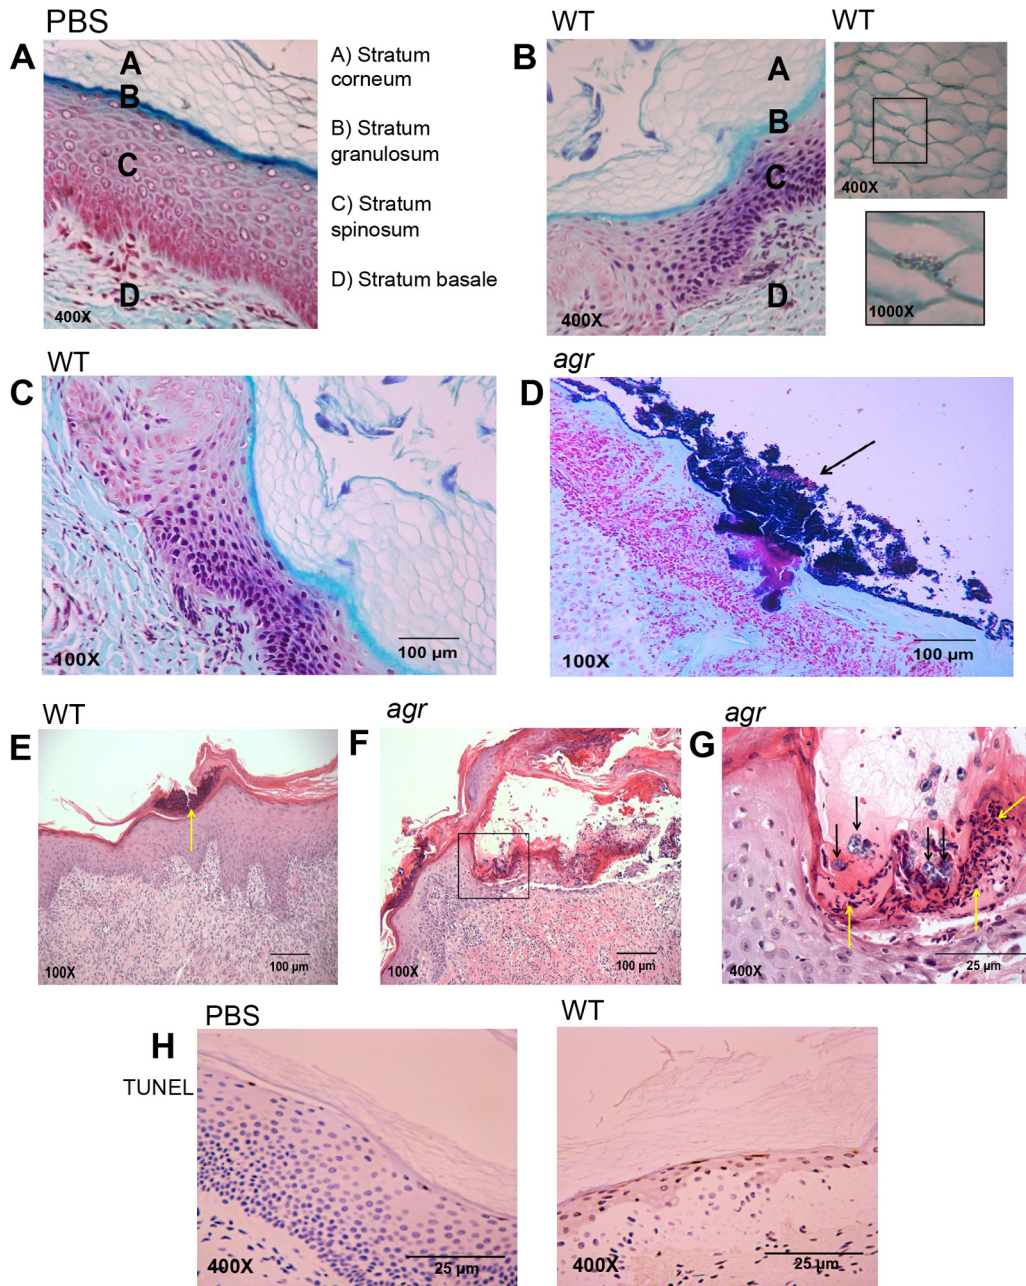 PBS
A
A
B
C
D
400X
A) Stratum
corneum
B) Stratum
granulosum
C) Stratum
spinosum
D) Stratum basale
WT
B
A
B
C
D
400X
WT
400X
1000X
WT
C
100X
100 µm
agr
D
100X
100 µm
WT
E
100X
100 µm
agr
F
100X
100 µm
agr
G
400X
25 µm
H
TUNEL
PBS
400X
25 µm
WT
400X
25 µm